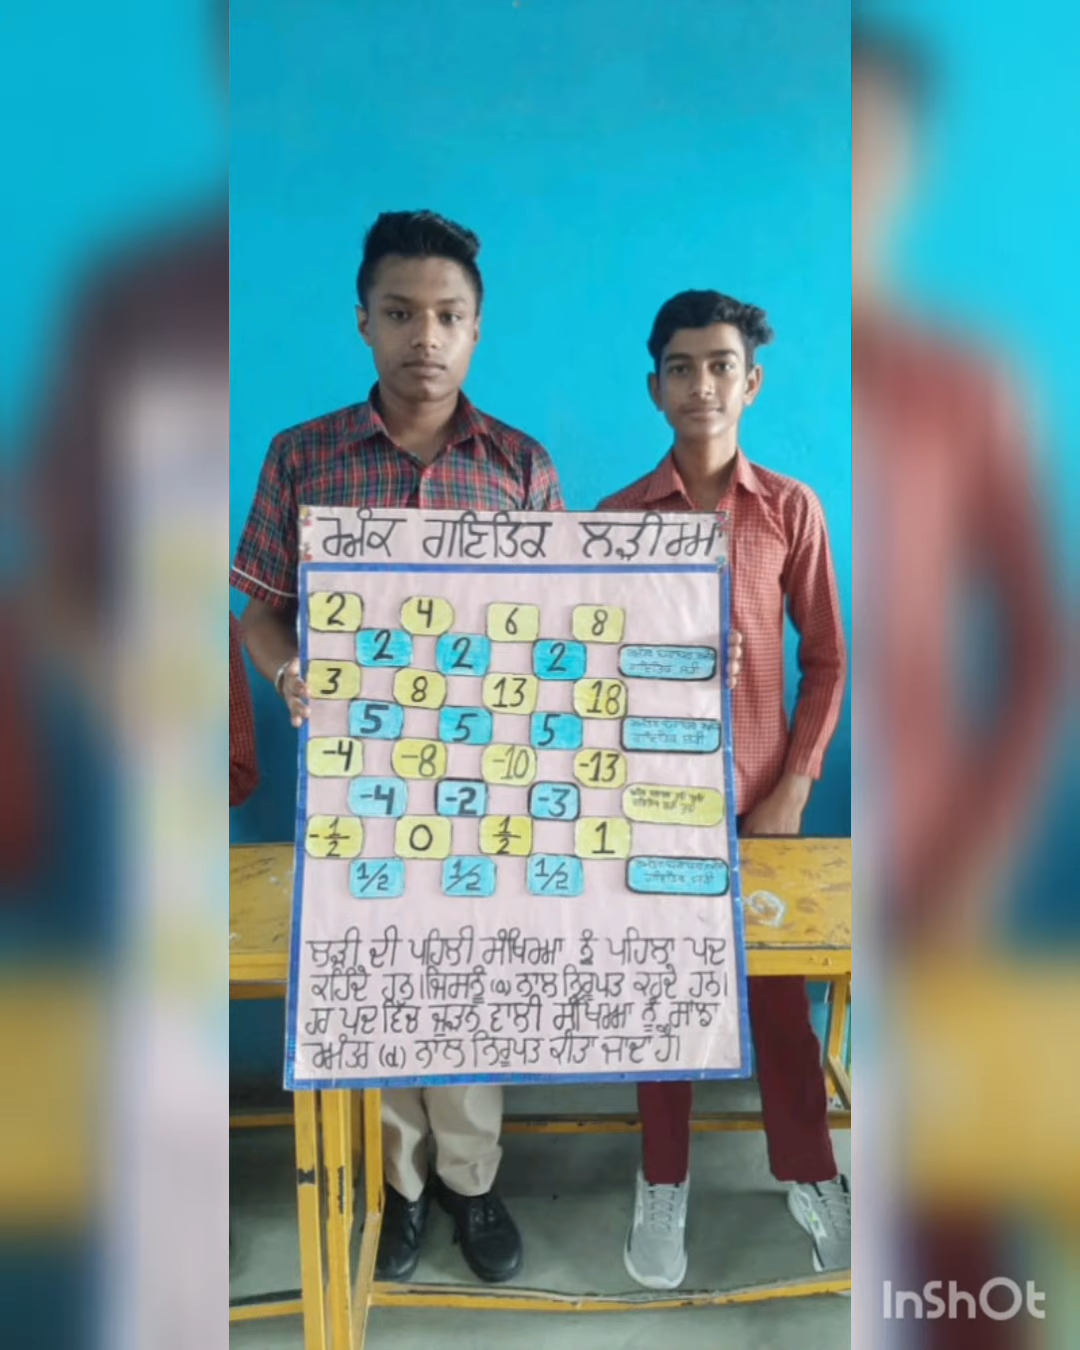 ਅੰਕ ਗਣਿਤਿਕ ਲੜੀਆਂ
2 4 6 8
2 2 2
3 8 13 18
5 5 5
-4 -8 -10 -13
-4 -2 -3
-1/2 0 1/2 1
1/2 1/2 1/2
ਲੜੀ ਦੀ ਪਹਿਲੀ ਸੰਖਿਆ ਨੂੰ ਪਹਿਲਾ ਪਦ
ਕਹਿੰਦੇ ਹਨ। ਜਿਸਨੂੰ (a) ਨਾਲ ਨਿਰੂਪਤ ਕਰਦੇ ਹਨ।
ਹਰ ਪਦ ਵਿੱਚ ਜੁੜਨ ਵਾਲੀ ਸੰਖਿਆ ਨੂੰ ਸਾਂਝਾ
ਅੰਤਰ (d) ਨਾਲ ਨਿਰੂਪਤ ਕੀਤਾ ਜਾਂਦਾ ਹੈ।
InShOt